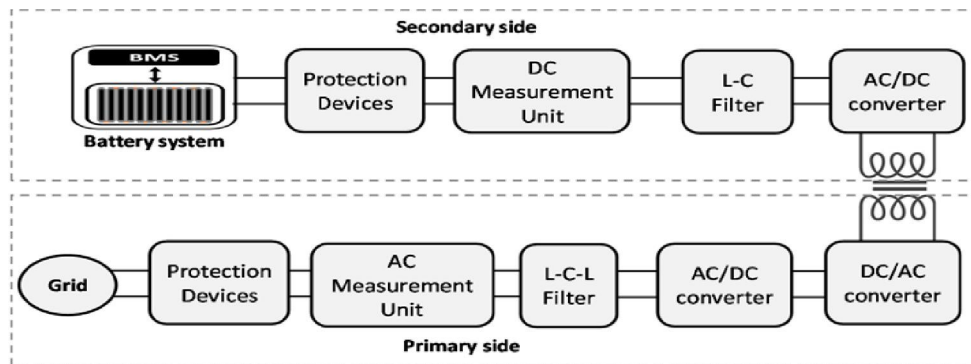 Secondary side
BMS
Battery system
Protection
Devices
DC
Measurement
Unit
L-C
Filter
AC/DC
converter
Grid
Protection
Devices
AC
Measurement
Unit
L-C-L
Filter
AC/DC
converter
DC/AC
converter
Primary side